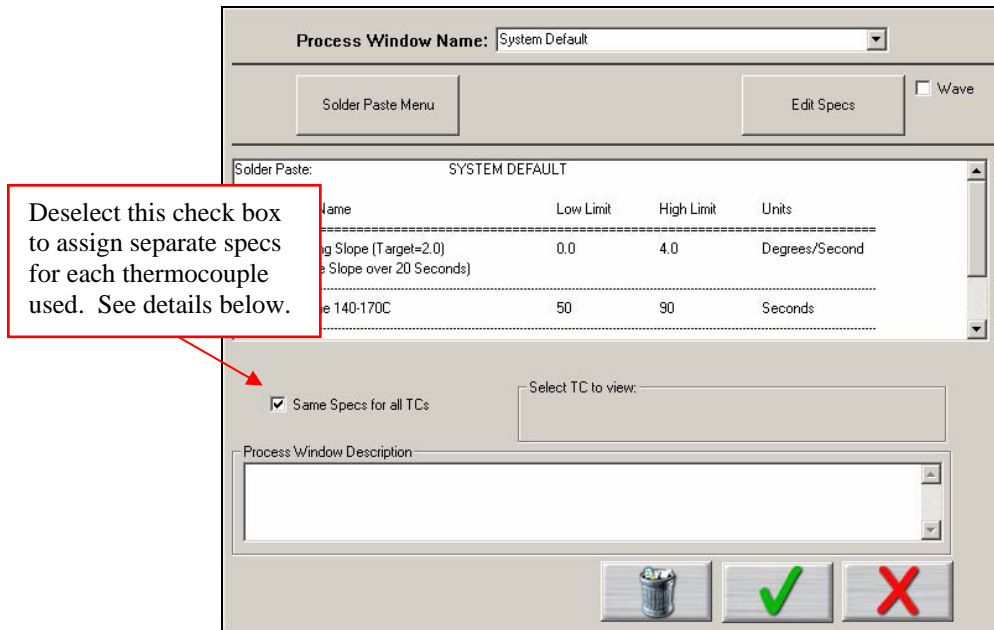 Process Window Name: System Default
Solder Paste Menu
Edit Specs
Wave
Solder Paste: SYSTEM DEFAULT
Name Low Limit High Limit Units
Slope (Target=2.0) 0.0 4.0 Degrees/Second
Slope over 20 Seconds)
140-170C 50 90 Seconds
Deselect this check box
to assign separate specs
for each thermocouple
used. See details below.
Same Specs for all TCs
Select TC to view:
Process Window Description